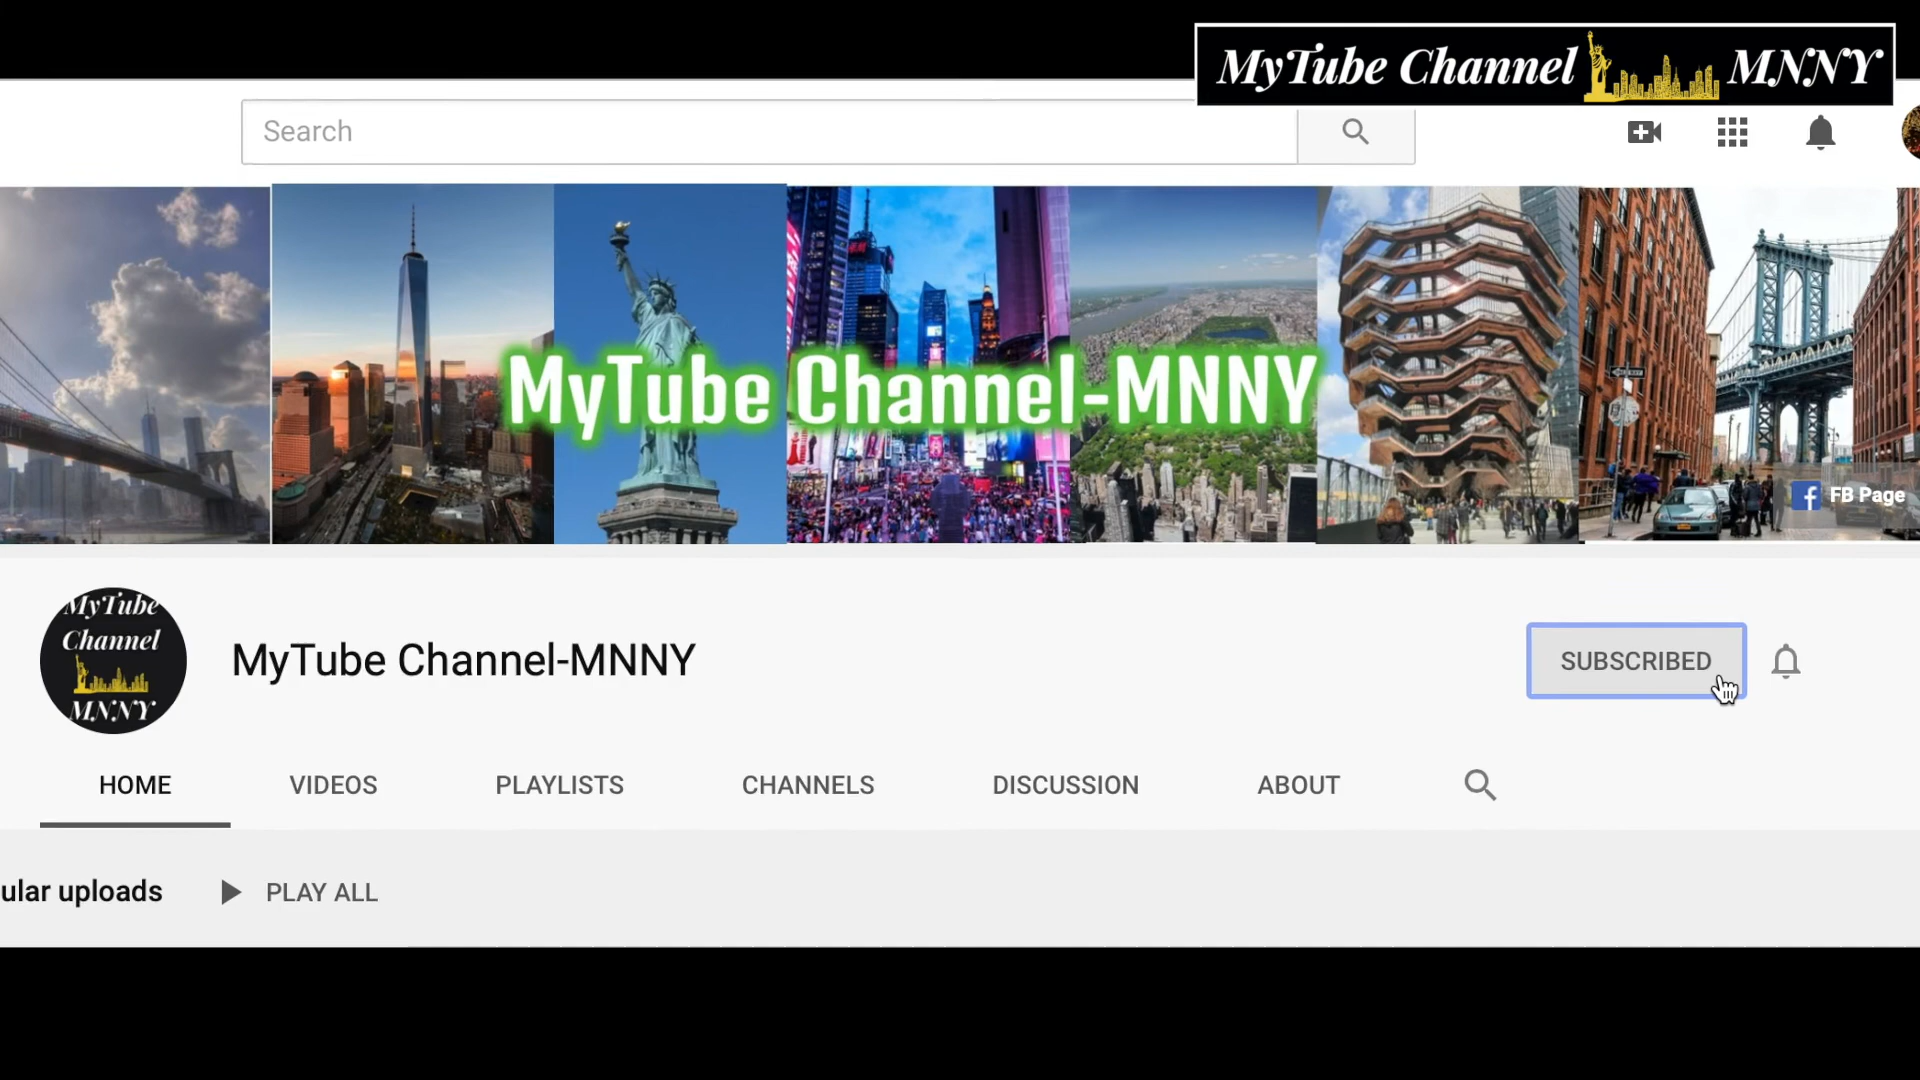 MyTube Channel MNNY
Search
MyTube Channel-MNNY
FB Page
MyTube
Channel
MNNY
MyTube Channel-MNNY
SUBSCRIBED
HOME VIDEOS PLAYLISTS CHANNELS DISCUSSION ABOUT
ular uploads PLAY ALL